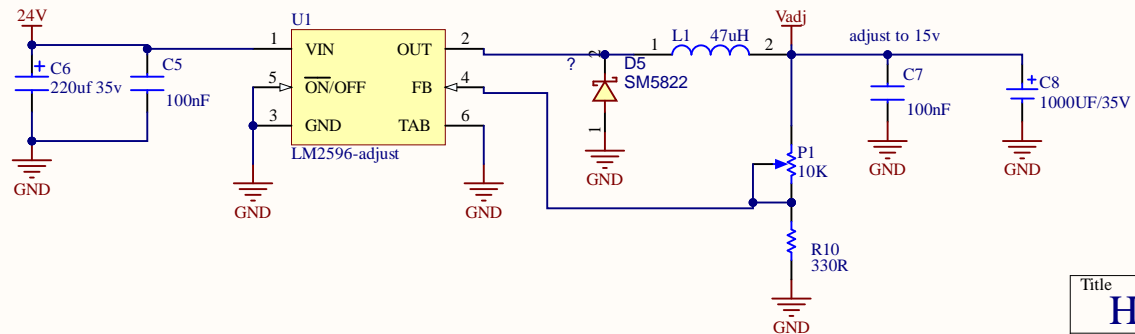 24V
U1
Vadj
C6
220uf 35v
C5
100nF
1
VIN
OUT
2
5
ON/OFF
FB
4
3
GND
TAB
6
LM2596-adjust
?
2
D5
SM5822
1
1
L1
47uH
2
adjust to 15v
C7
100nF
C8
1000UF/35V
P1
10K
R10
330R
GND
GND
GND
GND
GND
GND
GND
Title
H